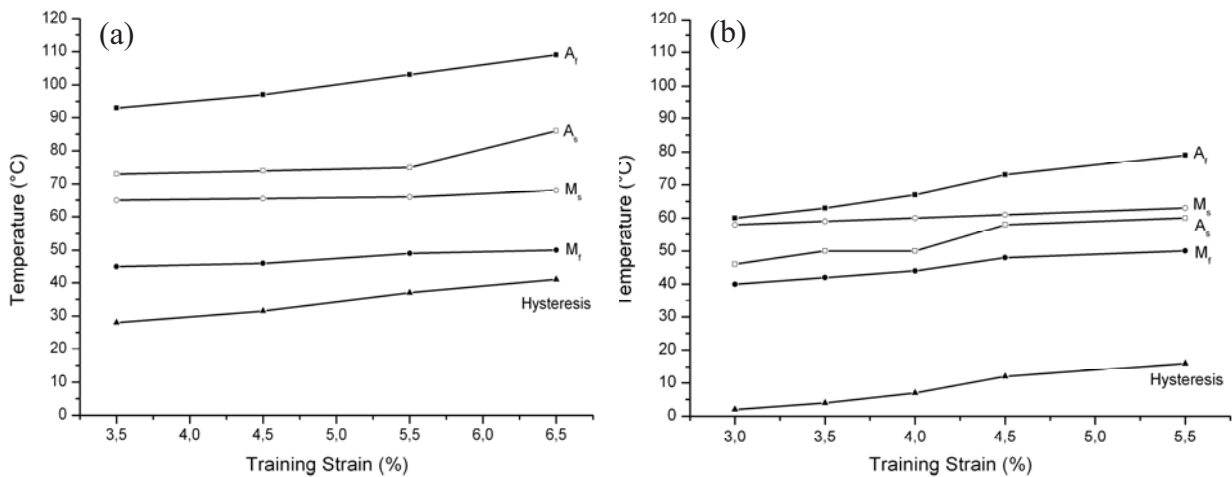 (a)
120
110
100
90
80
70
60
50
40
30
20
10
0
Temperature (°C)
A_f
A_s
M_s
M_f
Hysteresis
3,5 4,0 4,5 5,0 5,5 6,0 6,5
Training Strain (%)
(b)
120
110
100
90
80
70
60
50
40
30
20
10
0
Temperature (°C)
A_f
M_s
A_s
M_f
Hysteresis
3,0 3,5 4,0 4,5 5,0 5,5
Training Strain (%)